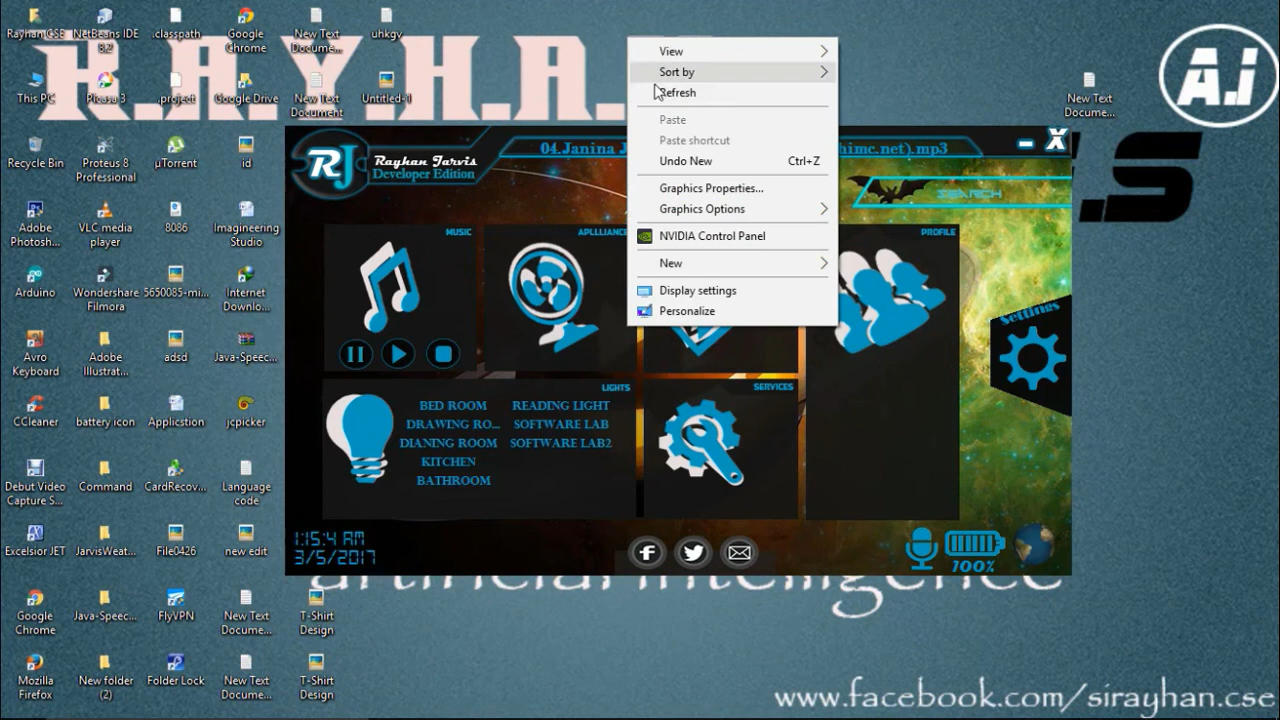 Rayhan CSE
NetBeans IDE
8.2
.classpath
Google
Chrome
New Text
Docume...
uhkgv
R.A.Y.H.A.
This PC
Picasa 3
.project
Google Drive
New Text
Document
Untitled-1
Recycle Bin
Proteus 8
Professional
µTorrent
id
Adobe
Photosh...
VLC media
player
8086
Imagineering
Studio
Arduino
Wondershare
Filmora
5650085-mi...
Internet
Downlo...
Avro
Keyboard
Adobe
Illustrat...
adsd
Java-Speec...
CCleaner
battery icon
Applicstion
jcpicker
Debut Video
Capture S...
Command
CardRecov...
Language
code
Excelsior JET
JarvisWeat...
File0426
new edit
Google
Chrome
Java-Speec...
FlyVPN
New Text
Docume...
T-Shirt
Design
Mozilla
Firefox
New folder
(2)
Folder Lock
New Text
Docume...
T-Shirt
Design
View
Sort by
Refresh
Paste
Paste shortcut
Undo New Ctrl+Z
Graphics Properties...
Graphics Options
NVIDIA Control Panel
New
Display settings
Personalize
New Text
Docume...
AJ
.S
RJ
Rayhan Jarvis
Developer Edition
04.Janina J
himc.net).mp3
X
SEARCH
MUSIC
APLLLIANCE
PROFILE
Settings
LIGHTS
BED ROOM
DRAWING RO...
DIANING ROOM
KITCHEN
BATHROOM
READING LIGHT
SOFTWARE LAB
SOFTWARE LAB2
SERVICES
1:15:4 AM
3/5/2017
f
100%
artificial intelligence
www.facebook.com/sirayhan.cse